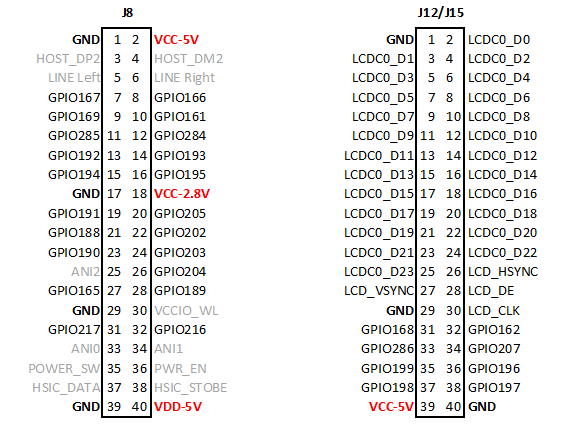 J8 J12/J15
GND 1 2 VCC-5V GND 1 2 LCDC0_D0
HOST_DP2 3 4 HOST_DM2 LCDC0_D1 3 4 LCDC0_D2
LINE Left 5 6 LINE Right LCDC0_D3 5 6 LCDC0_D4
GPIO167 7 8 GPIO166 LCDC0_D5 7 8 LCDC0_D6
GPIO169 9 10 GPIO161 LCDC0_D7 9 10 LCDC0_D8
GPIO285 11 12 GPIO284 LCDC0_D9 11 12 LCDC0_D10
GPIO192 13 14 GPIO193 LCDC0_D11 13 14 LCDC0_D12
GPIO194 15 16 GPIO195 LCDC0_D13 15 16 LCDC0_D14
GND 17 18 VCC-2.8V LCDC0_D15 17 18 LCDC0_D16
GPIO191 19 20 GPIO205 LCDC0_D17 19 20 LCDC0_D18
GPIO188 21 22 GPIO202 LCDC0_D19 21 22 LCDC0_D20
GPIO190 23 24 GPIO203 LCDC0_D21 23 24 LCDC0_D22
ANI2 25 26 GPIO204 LCDC0_D23 25 26 LCD_HSYNC
GPIO165 27 28 GPIO189 LCD_VSYNC 27 28 LCD_DE
GND 29 30 VCCIO_WL GND 29 30 LCD_CLK
GPIO217 31 32 GPIO216 GPIO168 31 32 GPIO162
ANI0 33 34 ANI1 GPIO286 33 34 GPIO207
POWER_SW 35 36 PWR_EN GPIO199 35 36 GPIO196
HSIC_DATA 37 38 HSIC_STOBE GPIO198 37 38 GPIO197
GND 39 40 VDD-5V VCC-5V 39 40 GND